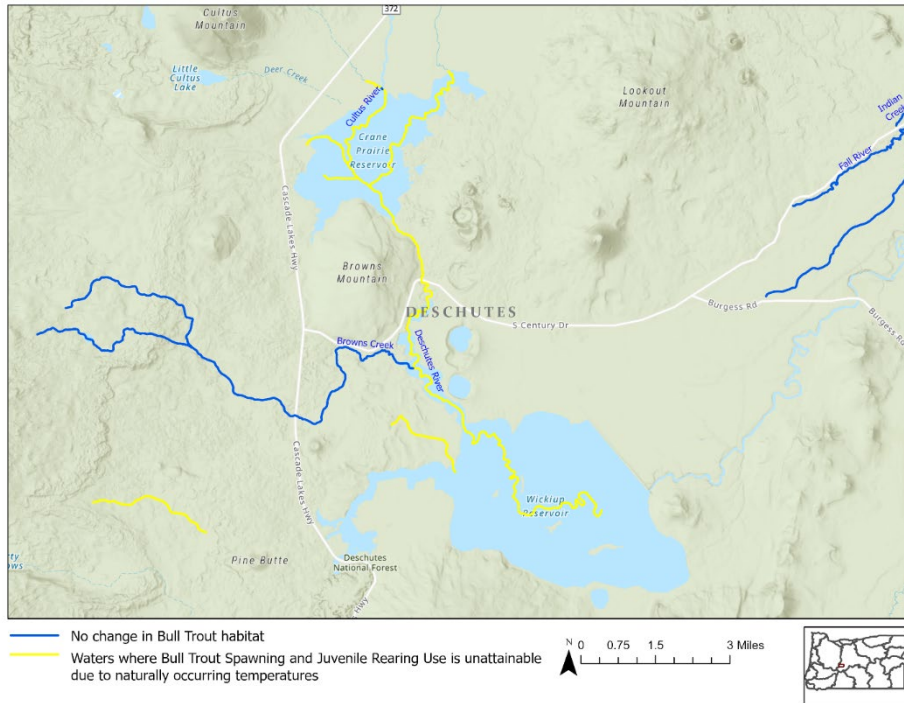 Cultus
Mountain
372
Little
Cultus
Lake
Deer Creek
Cultus River
Lookout
Mountain
Indian
Creek
Fall River
Crane
Prairie
Reservoir
Cascade Lakes Hwy
Browns
Mountain
DESCHUTES
Burgess Rd
Burgess Rd
S Century Dr
Browns Creek
Deschutes River
Cascade Lakes Hwy
Wickiup
Reservoir
Pine Butte
Deschutes
National Forest
Hwy
No change in Bull Trout habitat
Waters where Bull Trout Spawning and Juvenile Rearing Use is unattainable
due to naturally occurring temperatures
N
0 0.75 1.5 3 Miles